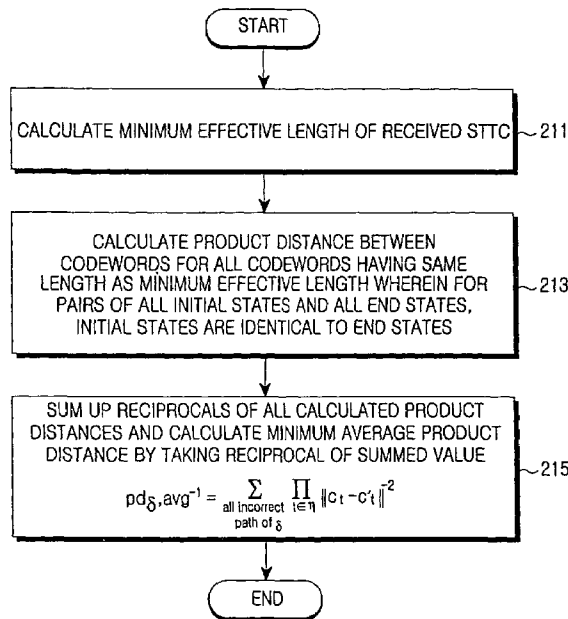 START
CALCULATE MINIMUM EFFECTIVE LENGTH OF RECEIVED STTC
211
CALCULATE PRODUCT DISTANCE BETWEEN
CODEWORDS FOR ALL CODEWORDS HAVING SAME
LENGTH AS MINIMUM EFFECTIVE LENGTH WHEREIN FOR
PAIRS OF ALL INITIAL STATES AND ALL END STATES,
INITIAL STATES ARE IDENTICAL TO END STATES
213
SUM UP RECIPROCALS OF ALL CALCULATED PRODUCT
DISTANCES AND CALCULATE MINIMUM AVERAGE PRODUCT
DISTANCE BY TAKING RECIPROCAL OF SUMMED VALUE
215
pdδ,avg⁻¹ = Σ Π ‖ct−c't‖⁻²
all incorrect t∈η
path of δ
END